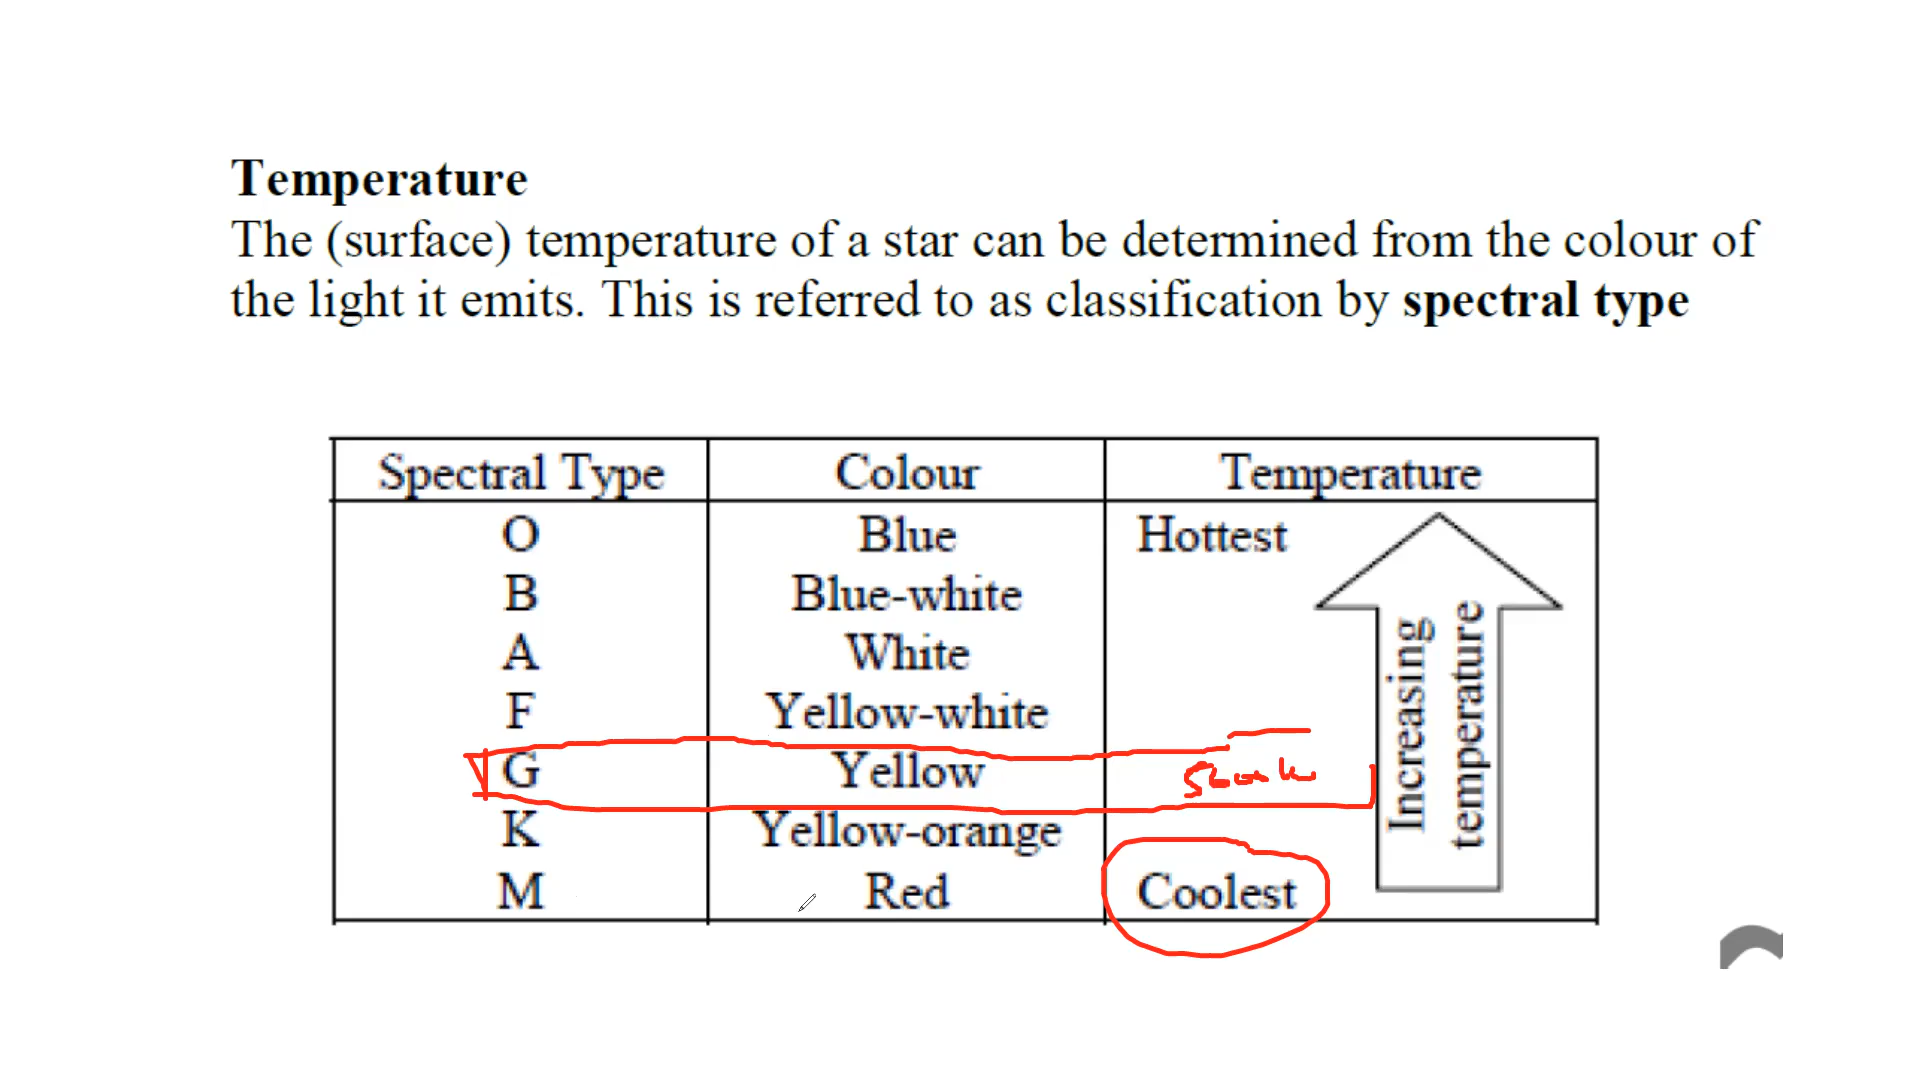 Temperature
The (surface) temperature of a star can be determined from the colour of
the light it emits. This is referred to as classification by spectral type
Spectral Type Colour Temperature
O Blue Hottest
B Blue-white
A White
F Yellow-white
G Yellow
K Yellow-orange
M Red Coolest
Increasing
temperature